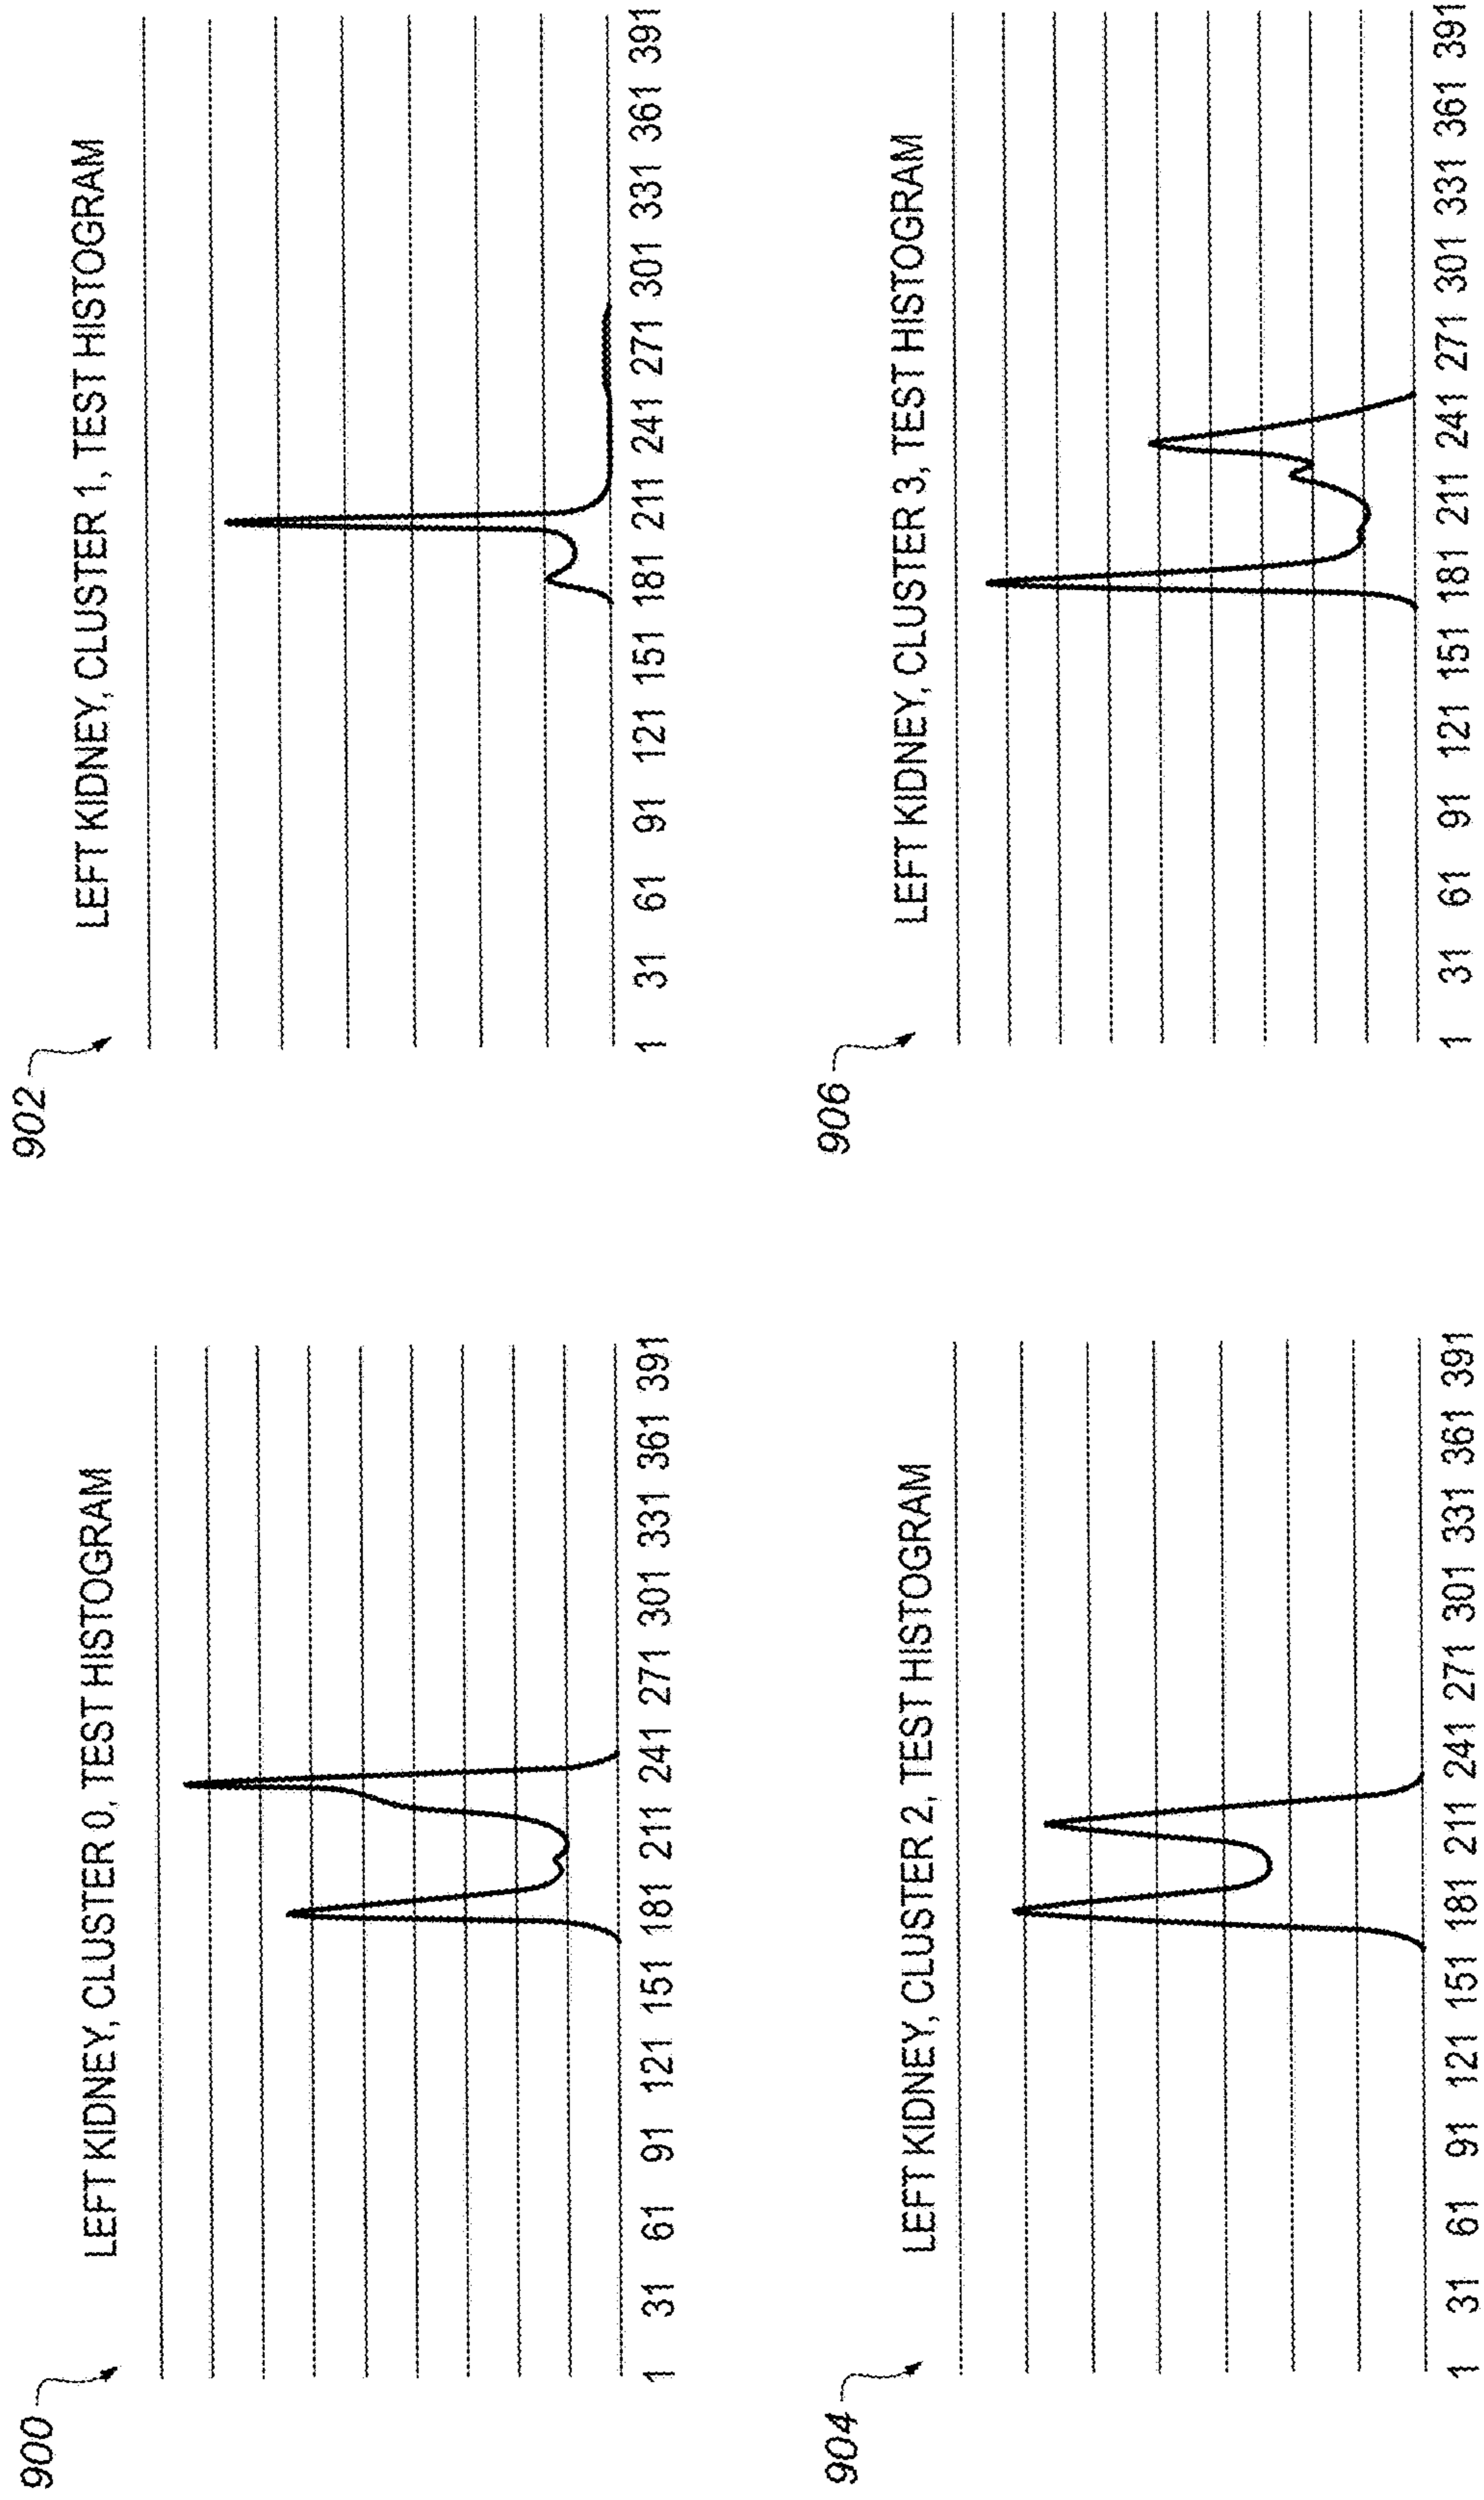 900
LEFT KIDNEY, CLUSTER 0, TEST HISTOGRAM
1 31 61 91 121 151 181 211 241 271 301 331 361 391
902
LEFT KIDNEY, CLUSTER 1, TEST HISTOGRAM
1 31 61 91 121 151 181 211 241 271 301 331 361 391
904
LEFT KIDNEY, CLUSTER 2, TEST HISTOGRAM
1 31 61 91 121 151 181 211 241 271 301 331 361 391
906
LEFT KIDNEY, CLUSTER 3, TEST HISTOGRAM
1 31 61 91 121 151 181 211 241 271 301 331 361 391